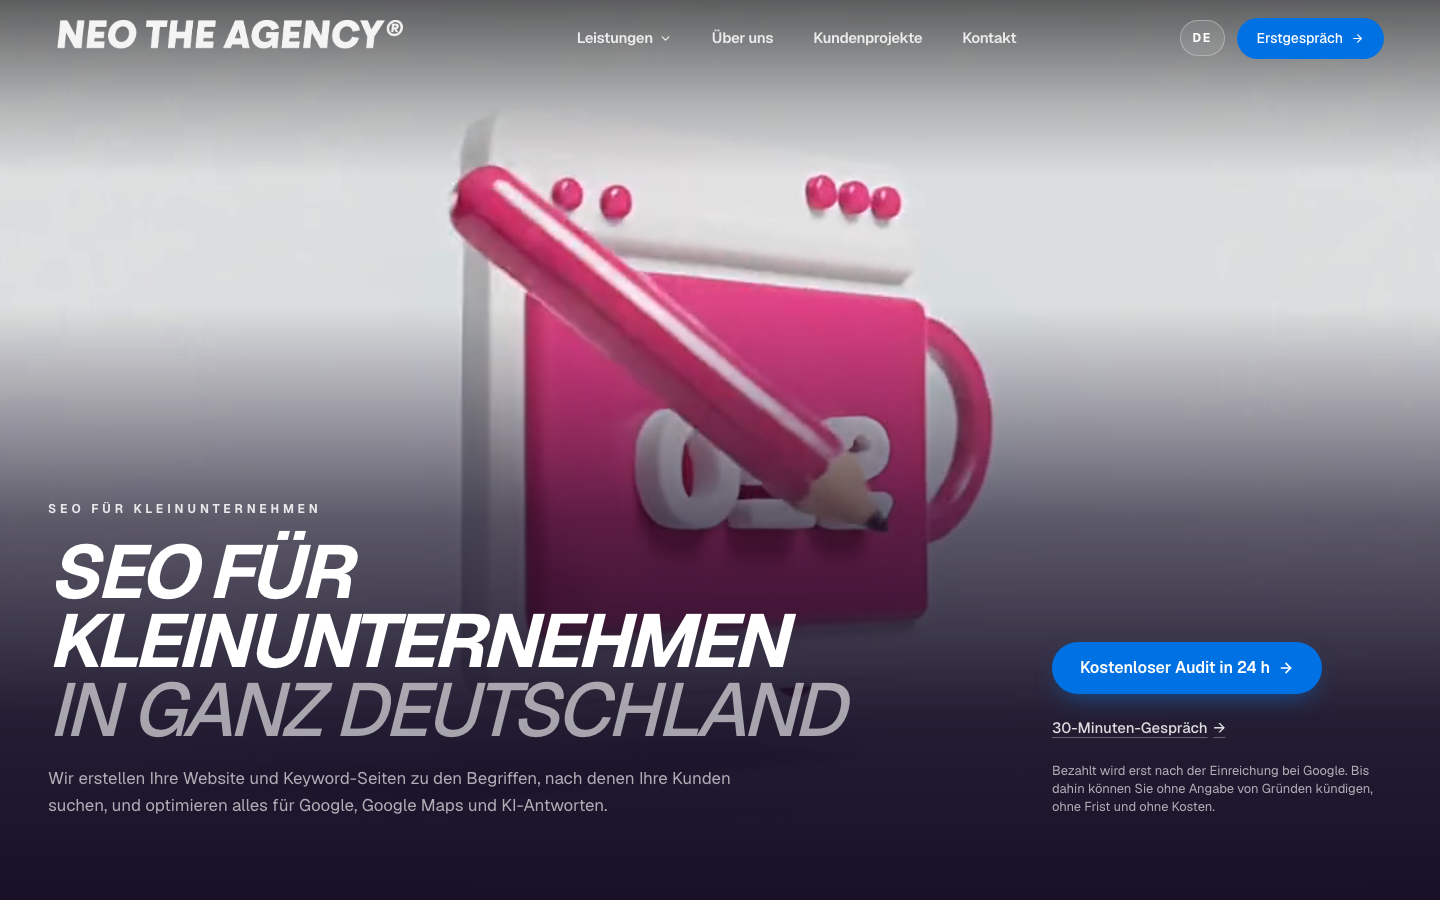 NEO THE AGENCY®
Leistungen
Über uns
Kundenprojekte
Kontakt
DE
Erstgespräch →
SEO FÜR KLEINUNTERNEHMEN
SEO FÜR
KLEINUNTERNEHMEN
IN GANZ DEUTSCHLAND
Wir erstellen Ihre Website und Keyword-Seiten zu den Begriffen, nach denen Ihre Kunden
suchen, und optimieren alles für Google, Google Maps und KI-Antworten.
Kostenloser Audit in 24 h →
30-Minuten-Gespräch →
Bezahlt wird erst nach der Einreichung bei Google. Bis
dahin können Sie ohne Angabe von Gründen kündigen,
ohne Frist und ohne Kosten.